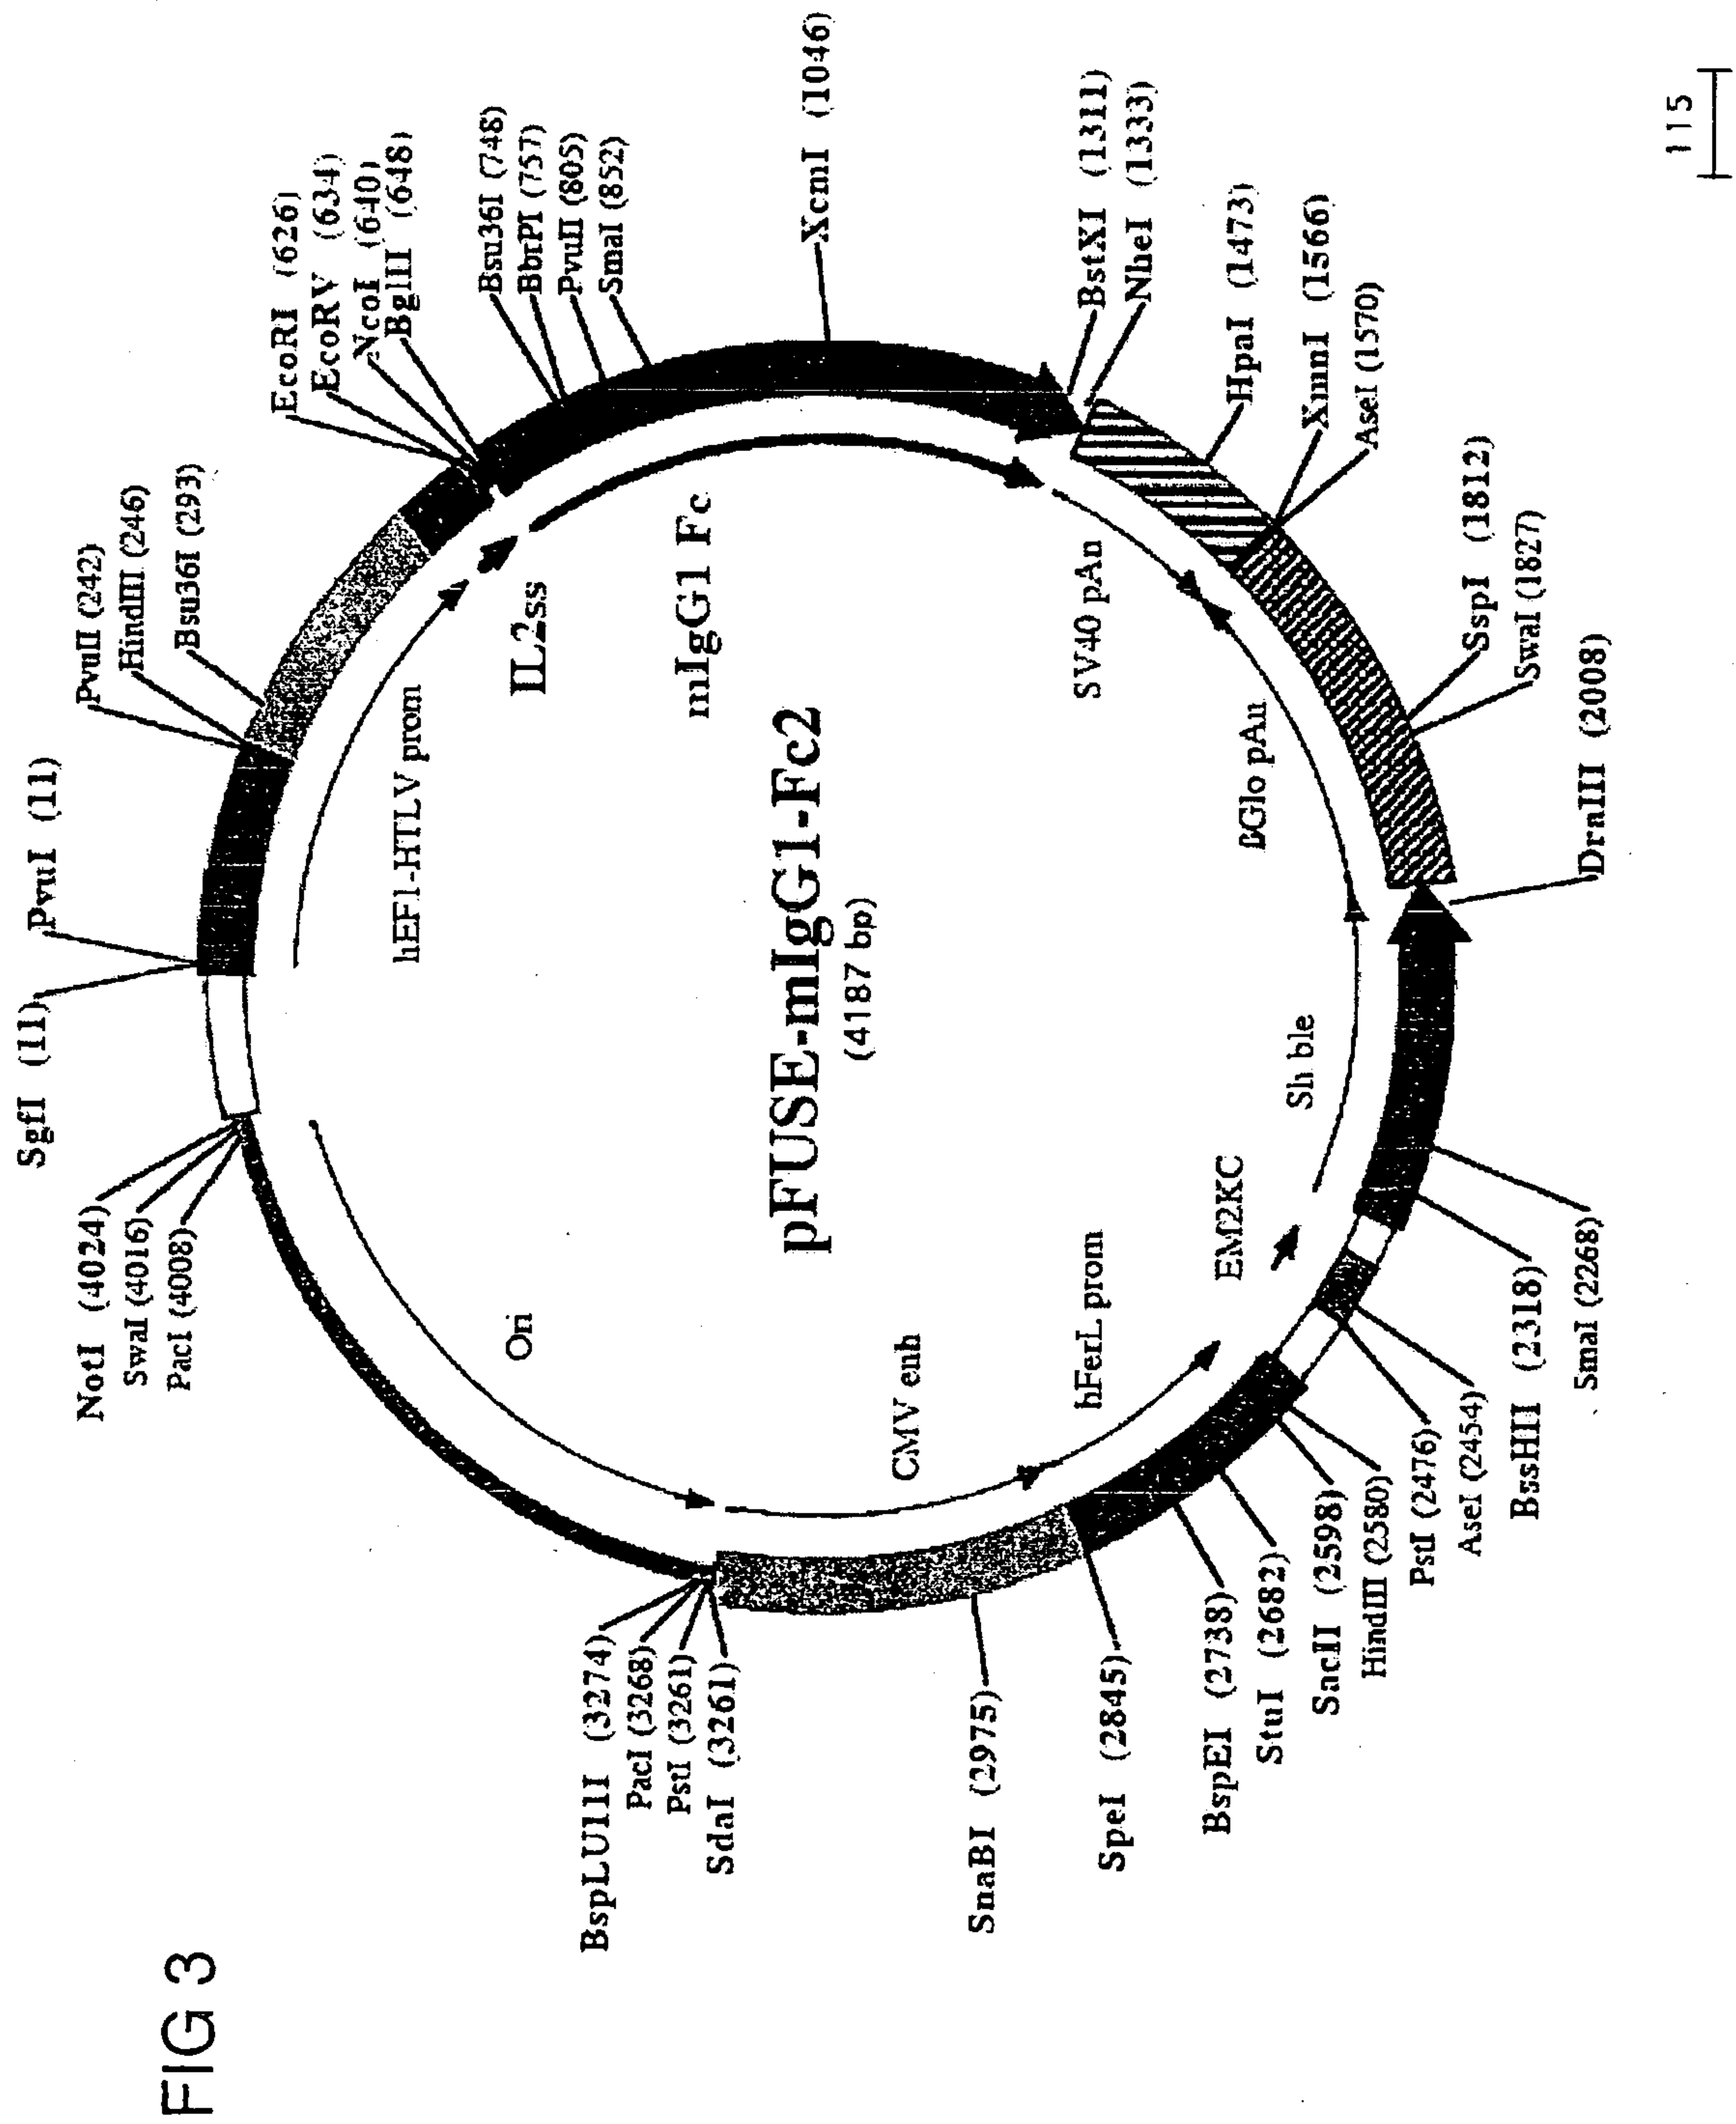 FIG 3
SgfI (11)
PvuI (11)
PvuII (242)
HindIII (246)
Bsu36I (293)
EcoRI (626)
EcoRV (634)
NcoI (640)
BglII (648)
Bsu36I (748)
BbrPI (757)
PvuII (805)
SmaI (852)
XcmI (1046)
BstXI (1311)
NheI (1333)
HpaI (1473)
XmnI (1566)
AseI (1570)
SspI (1812)
SwaI (1827)
DraIII (2008)
SmaI (2268)
BssHII (2318)
AseI (2454)
PstI (2476)
HindIII (2580)
SacII (2598)
StuI (2682)
BspEI (2738)
SpeI (2845)
SnaBI (2975)
SdaI (3261)
PstI (3261)
PacI (3268)
BspLU11I (3274)
PacI (4008)
SwaI (4016)
NotI (4024)
hEF1-HTLV prom
IL2ss
mIgG1 Fc
SV40 pAn
βGlo pAn
Sh ble
EM2KC
hFerL prom
CMV enh
Ori
pFUSE-mIgG1-Fc2
(4187 bp)
115